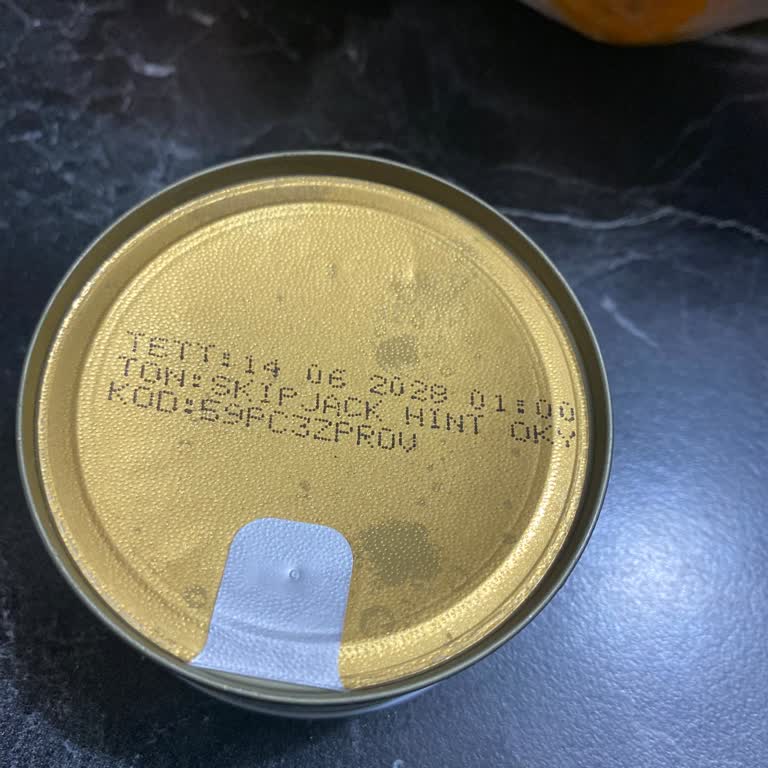 TETT:14 06 2028 01:00
TON:SKIPJACK HINT OKY
KOD:59PC3ZPROV